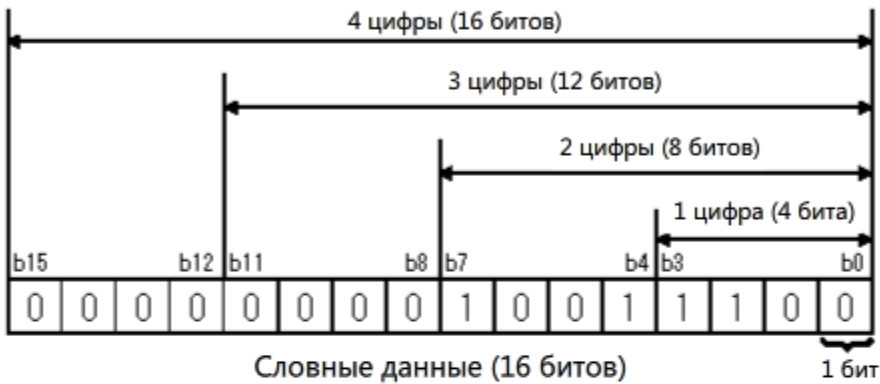 4 цифры (16 битов)
3 цифры (12 битов)
2 цифры (8 битов)
1 цифра (4 бита)
b15 b12 b11 b8 b7 b4 b3 b0
0 0 0 0 0 0 0 0 1 0 0 1 1 1 0 0
Словные данные (16 битов) 1 бит